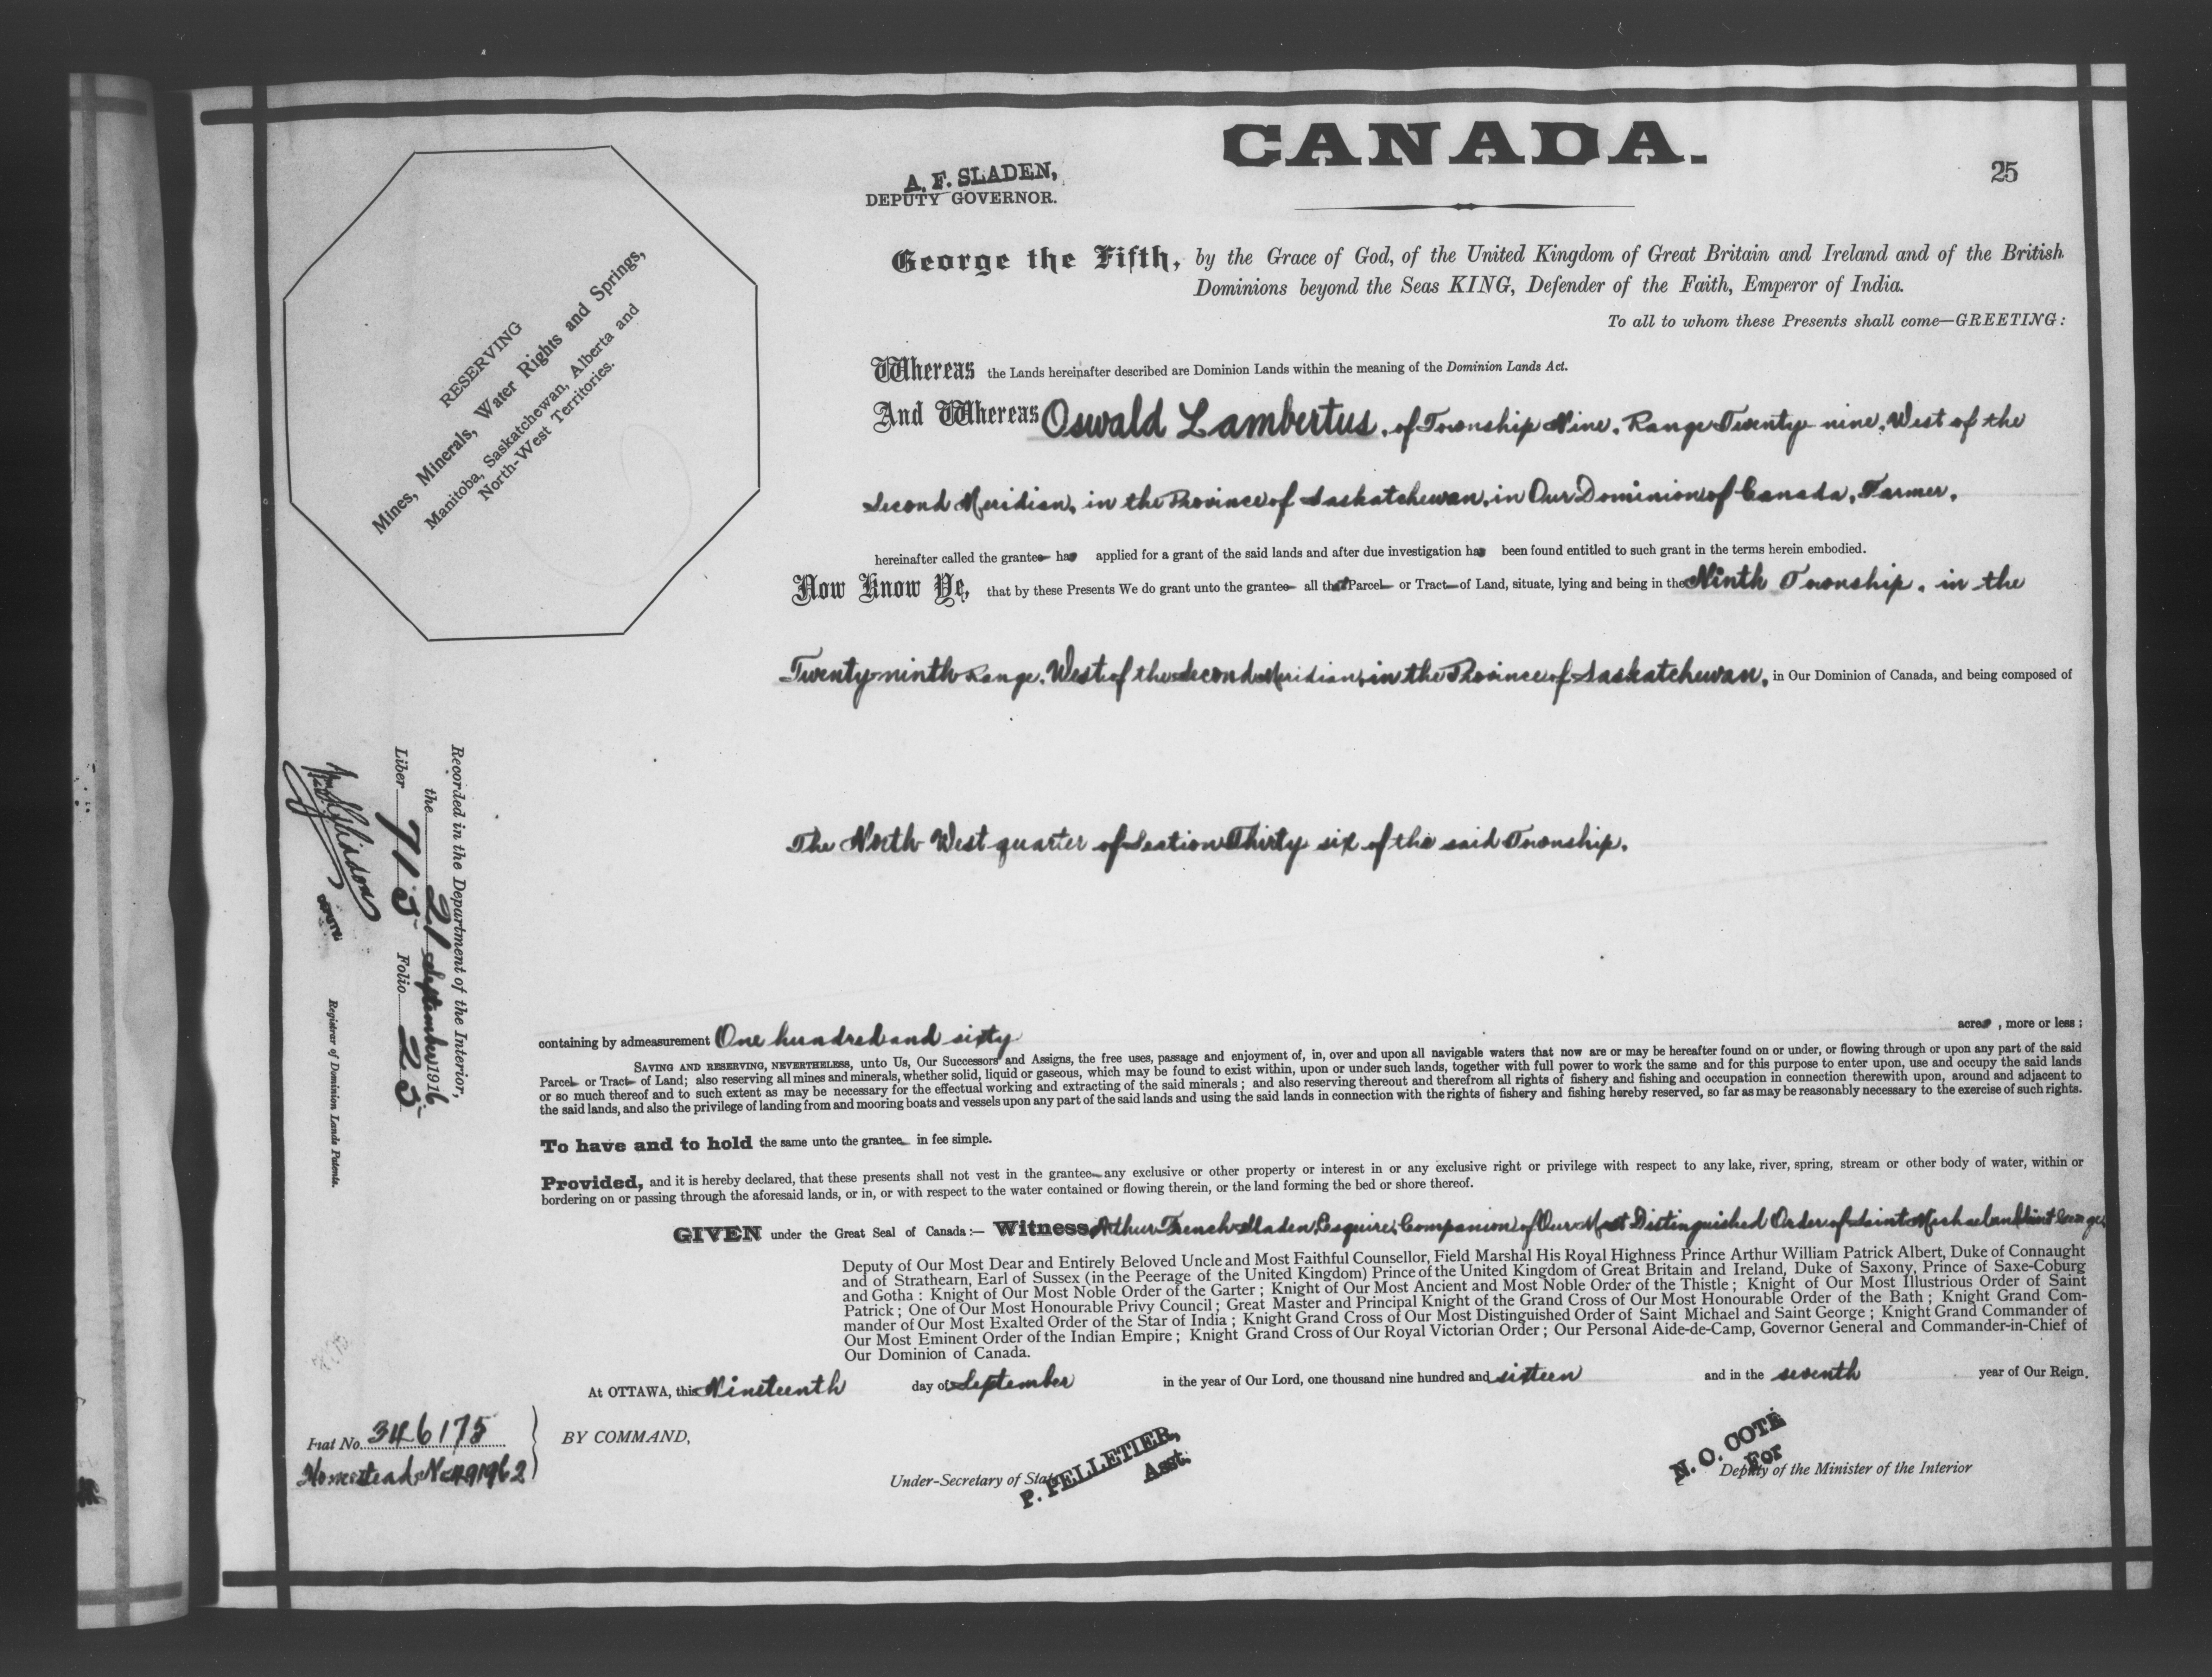 CANADA.
25
A. F. SLADEN,
DEPUTY GOVERNOR.
RESERVING
Mines, Minerals, Water Rights and Springs,
Manitoba, Saskatchewan, Alberta and
North-West Territories.
George the Fifth, by the Grace of God, of the United Kingdom of Great Britain and Ireland and of the British
Dominions beyond the Seas KING, Defender of the Faith, Emperor of India.
To all to whom these Presents shall come—GREETING:
Whereas the Lands hereinafter described are Dominion Lands within the meaning of the Dominion Lands Act.
And Whereas Oswald Lambertus, of Township Nine, Range Twenty-nine, West of the
Second Meridian, in the Province of Saskatchewan, in Our Dominion of Canada, Farmer,
hereinafter called the grantee has applied for a grant of the said lands and after due investigation has been found entitled to such grant in the terms herein embodied.
Now Know Ye, that by these Presents We do grant unto the grantee all that Parcel or Tract of Land, situate, lying and being in the Ninth Township, in the
Twenty-ninth Range, West of the Second Meridian, in the Province of Saskatchewan, in Our Dominion of Canada, and being composed of
The North West quarter of Section Thirty six of the said Township.
containing by admeasurement One hundred and sixty acres, more or less;
SAVING AND RESERVING, NEVERTHELESS, unto Us, Our Successors and Assigns, the free uses, passage and enjoyment of, in, over and upon all navigable waters that now are or may be hereafter found on or under, or flowing through or upon any part of the said
Parcel or Tract of Land; also reserving all mines and minerals, whether solid, liquid or gaseous, which may be found to exist within, upon or under such lands, together with full power to work the same and for this purpose to enter upon, use and occupy the said lands
or so much thereof and to such extent as may be necessary for the effectual working and extracting of the said minerals; and also reserving thereout and therefrom all rights of fishery and fishing and occupation in connection therewith upon, around and adjacent to
the said lands, and also the privilege of landing from and mooring boats and vessels upon any part of the said lands and using the said lands in connection with the rights of fishery and fishing hereby reserved, so far as may be reasonably necessary to the exercise of such rights.
To have and to hold the same unto the grantee in fee simple.
Provided, and it is hereby declared, that these presents shall not vest in the grantee any exclusive or other property or interest in or any exclusive right or privilege with respect to any lake, river, spring, stream or other body of water, within or
bordering on or passing through the aforesaid lands, or in, or with respect to the water contained or flowing therein, or the land forming the bed or shore thereof.
GIVEN under the Great Seal of Canada:— Witness, Arthur French Sladen, Esquire, Companion of Our Most Distinguished Order of Saint Michael and Saint George,
Deputy of Our Most Dear and Entirely Beloved Uncle and Most Faithful Counsellor, Field Marshal His Royal Highness Prince Arthur William Patrick Albert, Duke of Connaught
and of Strathearn, Earl of Sussex (in the Peerage of the United Kingdom) Prince of the United Kingdom of Great Britain and Ireland, Duke of Saxony, Prince of Saxe-Coburg
and Gotha: Knight of Our Most Noble Order of the Garter; Knight of Our Most Ancient and Most Noble Order of the Thistle; Knight of Our Most Illustrious Order of Saint
Patrick; One of Our Most Honourable Privy Council; Great Master and Principal Knight of the Grand Cross of Our Most Honourable Order of the Bath; Knight Grand Com-
mander of Our Most Exalted Order of the Star of India; Knight Grand Cross of Our Most Distinguished Order of Saint Michael and Saint George; Knight Grand Commander of
Our Most Eminent Order of the Indian Empire; Knight Grand Cross of Our Royal Victorian Order; Our Personal Aide-de-Camp, Governor General and Commander-in-Chief of
Our Dominion of Canada.
At OTTAWA, this Nineteenth day of September in the year of Our Lord, one thousand nine hundred and sixteen and in the seventh year of Our Reign.
BY COMMAND,
Fiat No. 346175
Homestead No
Under-Secretary of State
P. PELLETIER,
Asst.
N. O. COTÉ
For
Deputy of the Minister of the Interior
Recorded in the Department of the Interior,
the 21 September 1916
Liber 715 Folio 25
DEPUTY
Registrar of Dominion Lands Patents.